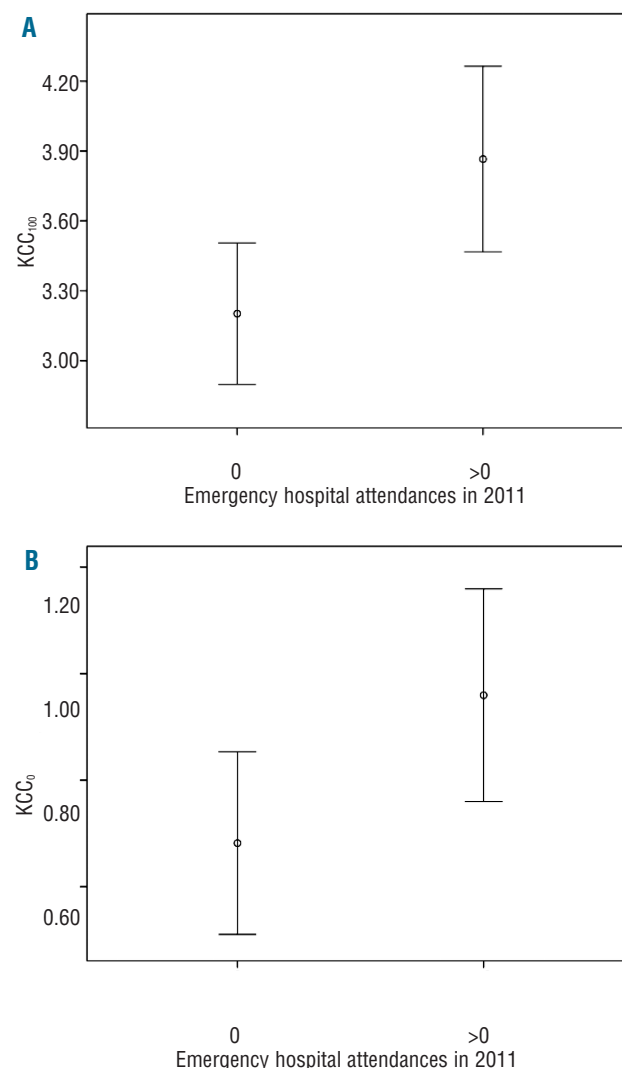 A
4.20
3.90
3.60
3.30
3.00
KCC₁₀₀
0 >0
Emergency hospital attendances in 2011
B
1.20
1.00
0.80
0.60
KCC₀
0 >0
Emergency hospital attendances in 2011